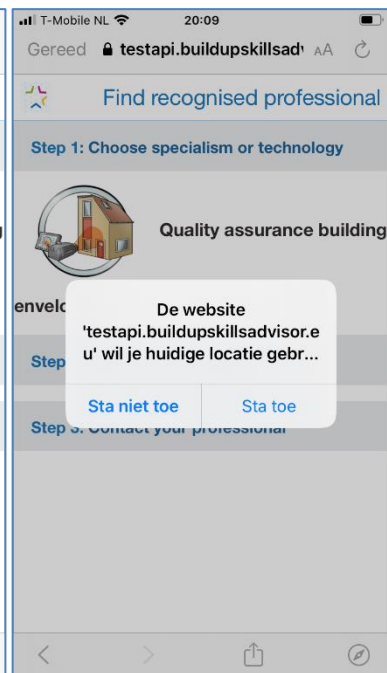 T-Mobile NL 20:09
Gereed testapi.buildupskillsad AA
Find recognised professional
Step 1: Choose specialism or technology
Quality assurance building
De website
'testapi.buildupskillsadvisor.e
u' wil je huidige locatie gebr...
Step
Sta niet toe Sta toe
Step 3. Contact your professional